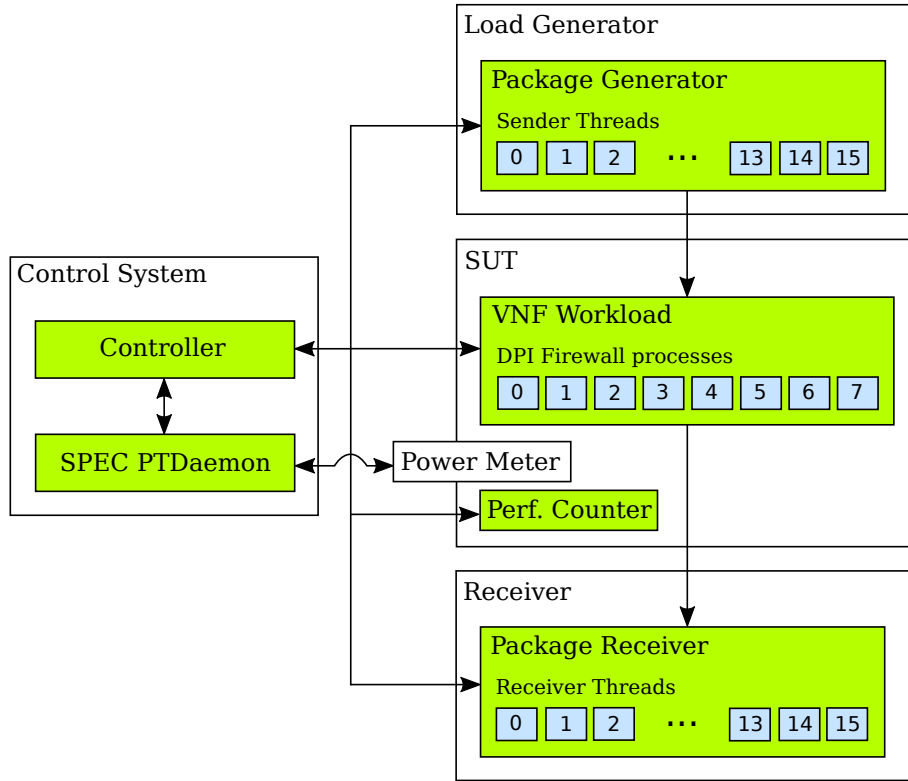 Load Generator
Package Generator
Sender Threads
0 1 2 ... 13 14 15
Control System
Controller
SPEC PTDaemon
SUT
VNF Workload
DPI Firewall processes
0 1 2 3 4 5 6 7
Power Meter
Perf. Counter
Receiver
Package Receiver
Receiver Threads
0 1 2 ... 13 14 15